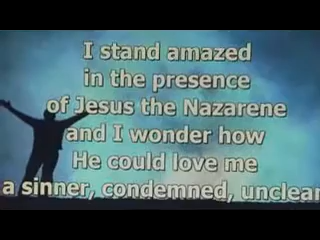 I stand amazed
in the presence
of Jesus the Nazarene
and I wonder how
He could love me
a sinner, condemned, unclean